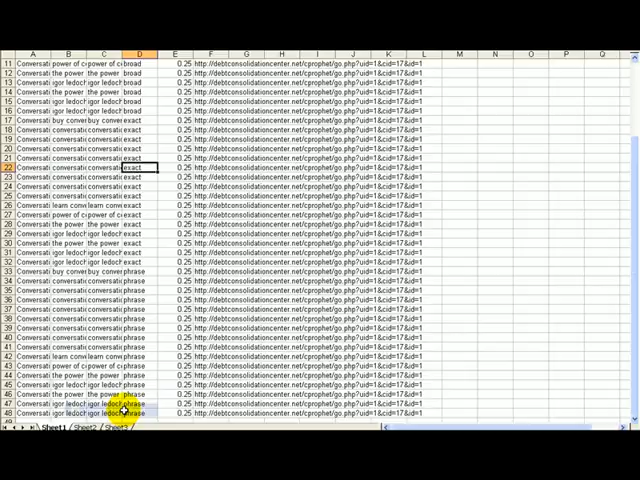 A B C D E F G H I J K L M N O P Q
11 Conversati power of c power of c broad 0.25 http://debtconsolidationcenter.net/cprophet/go.php?uid=1&cid=17&id=1
12 Conversati the power the power broad 0.25 http://debtconsolidationcenter.net/cprophet/go.php?uid=1&cid=17&id=1
13 Conversati igor ledoch igor ledoch broad 0.25 http://debtconsolidationcenter.net/cprophet/go.php?uid=1&cid=17&id=1
14 Conversati the power the power broad 0.25 http://debtconsolidationcenter.net/cprophet/go.php?uid=1&cid=17&id=1
15 Conversati igor ledoch igor ledoch broad 0.25 http://debtconsolidationcenter.net/cprophet/go.php?uid=1&cid=17&id=1
16 Conversati igor ledoch igor ledoch broad 0.25 http://debtconsolidationcenter.net/cprophet/go.php?uid=1&cid=17&id=1
17 Conversati buy conver buy conver exact 0.25 http://debtconsolidationcenter.net/cprophet/go.php?uid=1&cid=17&id=1
18 Conversati conversati conversati exact 0.25 http://debtconsolidationcenter.net/cprophet/go.php?uid=1&cid=17&id=1
19 Conversati conversati conversati exact 0.25 http://debtconsolidationcenter.net/cprophet/go.php?uid=1&cid=17&id=1
20 Conversati conversati conversati exact 0.25 http://debtconsolidationcenter.net/cprophet/go.php?uid=1&cid=17&id=1
21 Conversati conversati conversati exact 0.25 http://debtconsolidationcenter.net/cprophet/go.php?uid=1&cid=17&id=1
22 Conversati conversati conversati exact 0.25 http://debtconsolidationcenter.net/cprophet/go.php?uid=1&cid=17&id=1
23 Conversati conversati conversati exact 0.25 http://debtconsolidationcenter.net/cprophet/go.php?uid=1&cid=17&id=1
24 Conversati conversati conversati exact 0.25 http://debtconsolidationcenter.net/cprophet/go.php?uid=1&cid=17&id=1
25 Conversati conversati conversati exact 0.25 http://debtconsolidationcenter.net/cprophet/go.php?uid=1&cid=17&id=1
26 Conversati learn conv learn conv exact 0.25 http://debtconsolidationcenter.net/cprophet/go.php?uid=1&cid=17&id=1
27 Conversati power of c power of c exact 0.25 http://debtconsolidationcenter.net/cprophet/go.php?uid=1&cid=17&id=1
28 Conversati the power the power exact 0.25 http://debtconsolidationcenter.net/cprophet/go.php?uid=1&cid=17&id=1
29 Conversati igor ledoch igor ledoch exact 0.25 http://debtconsolidationcenter.net/cprophet/go.php?uid=1&cid=17&id=1
30 Conversati the power the power exact 0.25 http://debtconsolidationcenter.net/cprophet/go.php?uid=1&cid=17&id=1
31 Conversati igor ledoch igor ledoch exact 0.25 http://debtconsolidationcenter.net/cprophet/go.php?uid=1&cid=17&id=1
32 Conversati igor ledoch igor ledoch exact 0.25 http://debtconsolidationcenter.net/cprophet/go.php?uid=1&cid=17&id=1
33 Conversati buy conver buy conver phrase 0.25 http://debtconsolidationcenter.net/cprophet/go.php?uid=1&cid=17&id=1
34 Conversati conversati conversati phrase 0.25 http://debtconsolidationcenter.net/cprophet/go.php?uid=1&cid=17&id=1
35 Conversati conversati conversati phrase 0.25 http://debtconsolidationcenter.net/cprophet/go.php?uid=1&cid=17&id=1
36 Conversati conversati conversati phrase 0.25 http://debtconsolidationcenter.net/cprophet/go.php?uid=1&cid=17&id=1
37 Conversati conversati conversati phrase 0.25 http://debtconsolidationcenter.net/cprophet/go.php?uid=1&cid=17&id=1
38 Conversati conversati conversati phrase 0.25 http://debtconsolidationcenter.net/cprophet/go.php?uid=1&cid=17&id=1
39 Conversati conversati conversati phrase 0.25 http://debtconsolidationcenter.net/cprophet/go.php?uid=1&cid=17&id=1
40 Conversati conversati conversati phrase 0.25 http://debtconsolidationcenter.net/cprophet/go.php?uid=1&cid=17&id=1
41 Conversati conversati conversati phrase 0.25 http://debtconsolidationcenter.net/cprophet/go.php?uid=1&cid=17&id=1
42 Conversati learn conv learn conv phrase 0.25 http://debtconsolidationcenter.net/cprophet/go.php?uid=1&cid=17&id=1
43 Conversati power of c power of c phrase 0.25 http://debtconsolidationcenter.net/cprophet/go.php?uid=1&cid=17&id=1
44 Conversati the power the power phrase 0.25 http://debtconsolidationcenter.net/cprophet/go.php?uid=1&cid=17&id=1
45 Conversati igor ledoch igor ledoch phrase 0.25 http://debtconsolidationcenter.net/cprophet/go.php?uid=1&cid=17&id=1
46 Conversati the power the power phrase 0.25 http://debtconsolidationcenter.net/cprophet/go.php?uid=1&cid=17&id=1
47 Conversati igor ledoch igor ledoch phrase 0.25 http://debtconsolidationcenter.net/cprophet/go.php?uid=1&cid=17&id=1
48 Conversati igor ledoch igor ledoch phrase 0.25 http://debtconsolidationcenter.net/cprophet/go.php?uid=1&cid=17&id=1
Sheet1 Sheet2 Sheet3